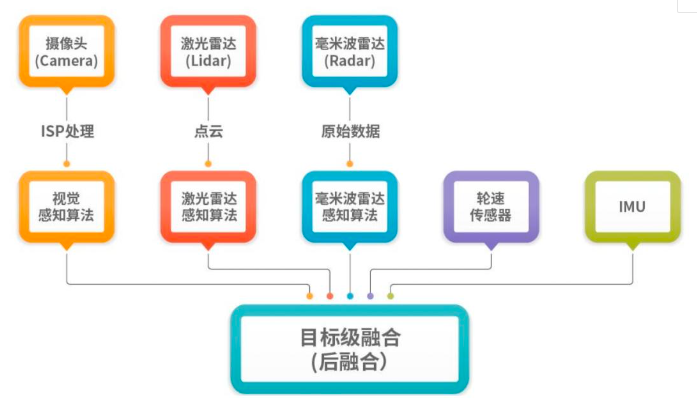 摄像头
(Camera)
激光雷达
(Lidar)
毫米波雷达
(Radar)
ISP处理
点云
原始数据
视觉
感知算法
激光雷达
感知算法
毫米波雷达
感知算法
轮速
传感器
IMU
目标级融合
(后融合)